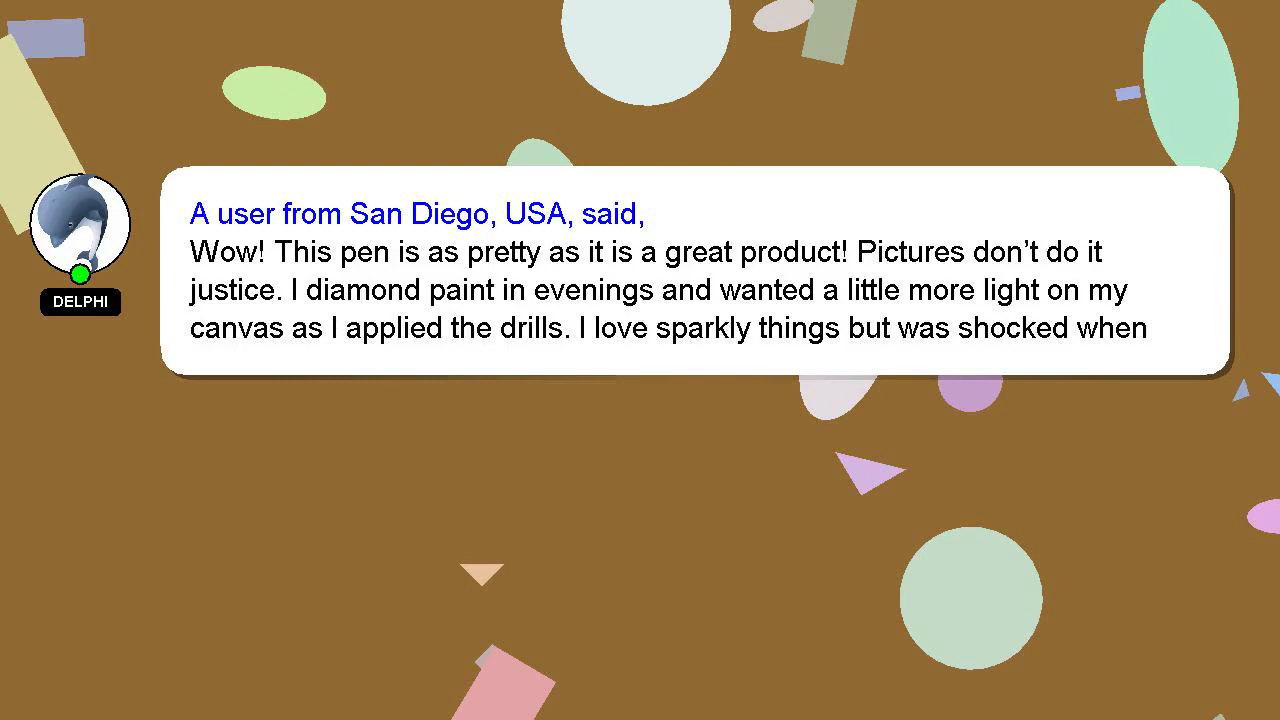 A user from San Diego, USA, said,
Wow! This pen is as pretty as it is a great product! Pictures don’t do it
justice. I diamond paint in evenings and wanted a little more light on my
canvas as I applied the drills. I love sparkly things but was shocked when
DELPHI